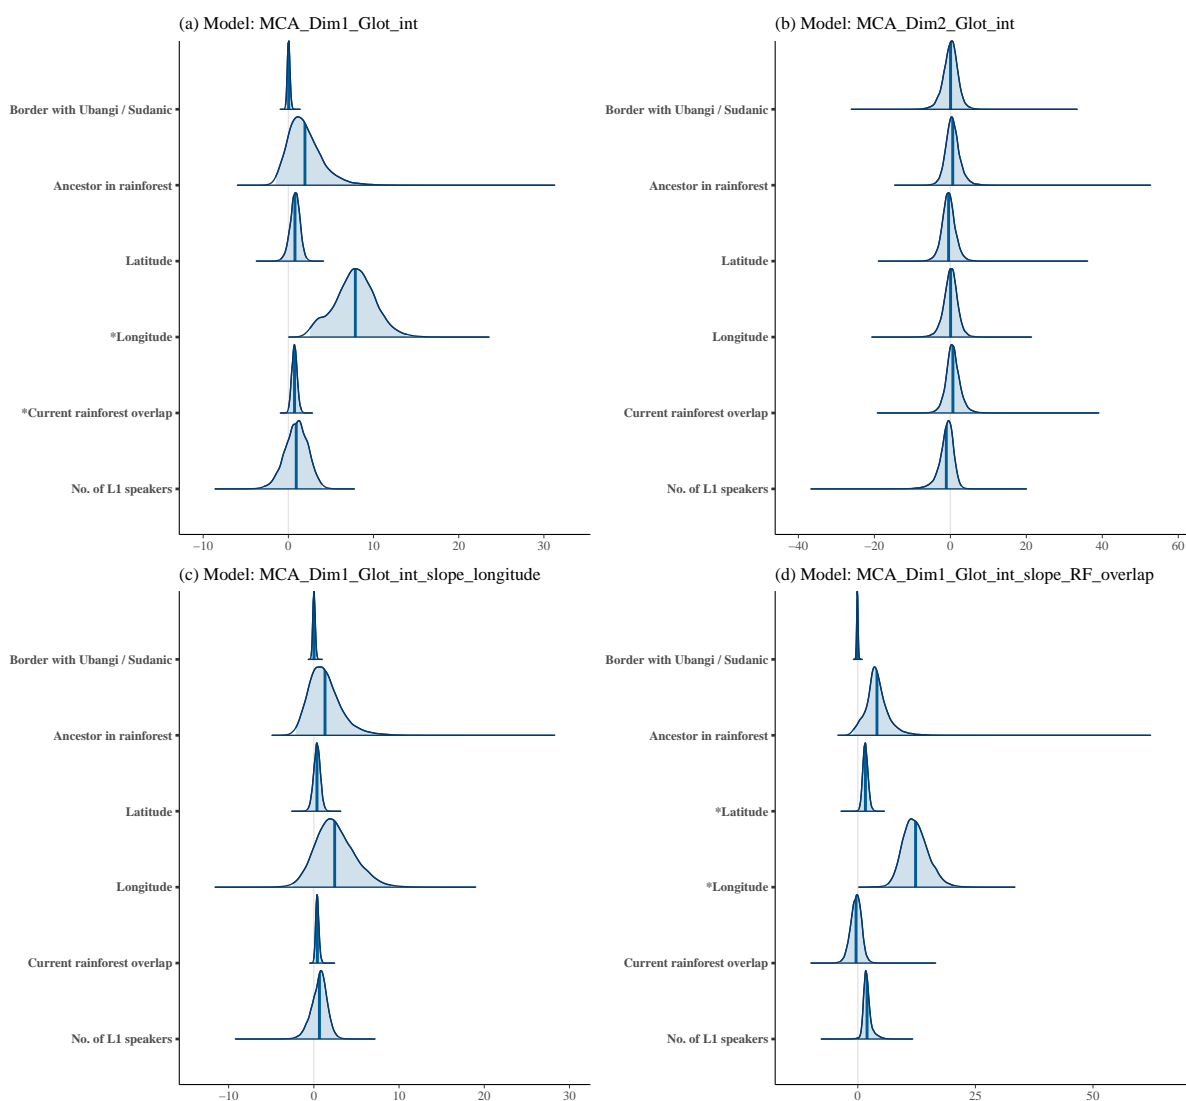 (a) Model: MCA_Dim1_Glot_int
Border with Ubangi / Sudanic
Ancestor in rainforest
Latitude
*Longitude
*Current rainforest overlap
No. of L1 speakers
−10 0 10 20 30
(b) Model: MCA_Dim2_Glot_int
Border with Ubangi / Sudanic
Ancestor in rainforest
Latitude
Longitude
Current rainforest overlap
No. of L1 speakers
−40 −20 0 20 40 60
(c) Model: MCA_Dim1_Glot_int_slope_longitude
Border with Ubangi / Sudanic
Ancestor in rainforest
Latitude
Longitude
Current rainforest overlap
No. of L1 speakers
−10 0 10 20 30
(d) Model: MCA_Dim1_Glot_int_slope_RF_overlap
Border with Ubangi / Sudanic
Ancestor in rainforest
*Latitude
*Longitude
Current rainforest overlap
No. of L1 speakers
0 25 50